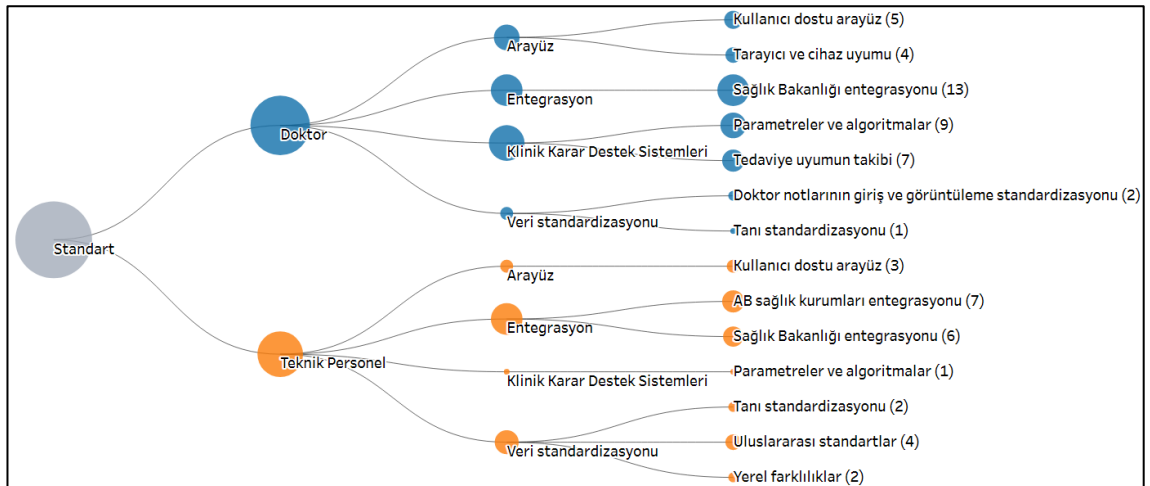 Standart
Doktor
Arayüz
Kullanıcı dostu arayüz (5)
Tarayıcı ve cihaz uyumu (4)
Entegrasyon
Sağlık Bakanlığı entegrasyonu (13)
Klinik Karar Destek Sistemleri
Parametreler ve algoritmalar (9)
Tedaviye uyumun takibi (7)
Veri standardizasyonu
Doktor notlarının giriş ve görüntüleme standardizasyonu (2)
Tanı standardizasyonu (1)
Teknik Personel
Arayüz
Kullanıcı dostu arayüz (3)
Entegrasyon
AB sağlık kurumları entegrasyonu (7)
Sağlık Bakanlığı entegrasyonu (6)
Klinik Karar Destek Sistemleri
Parametreler ve algoritmalar (1)
Veri standardizasyonu
Tanı standardizasyonu (2)
Uluslararası standartlar (4)
Yerel farklılıklar (2)